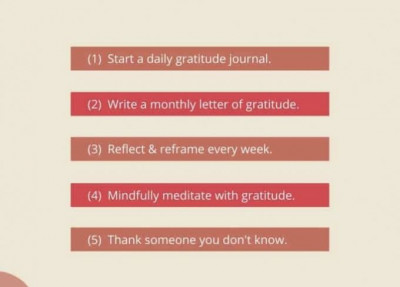 (1) Start a daily gratitude journal.
(2) Write a monthly letter of gratitude.
(3) Reflect & reframe every week.
(4) Mindfully meditate with gratitude.
(5) Thank someone you don't know.